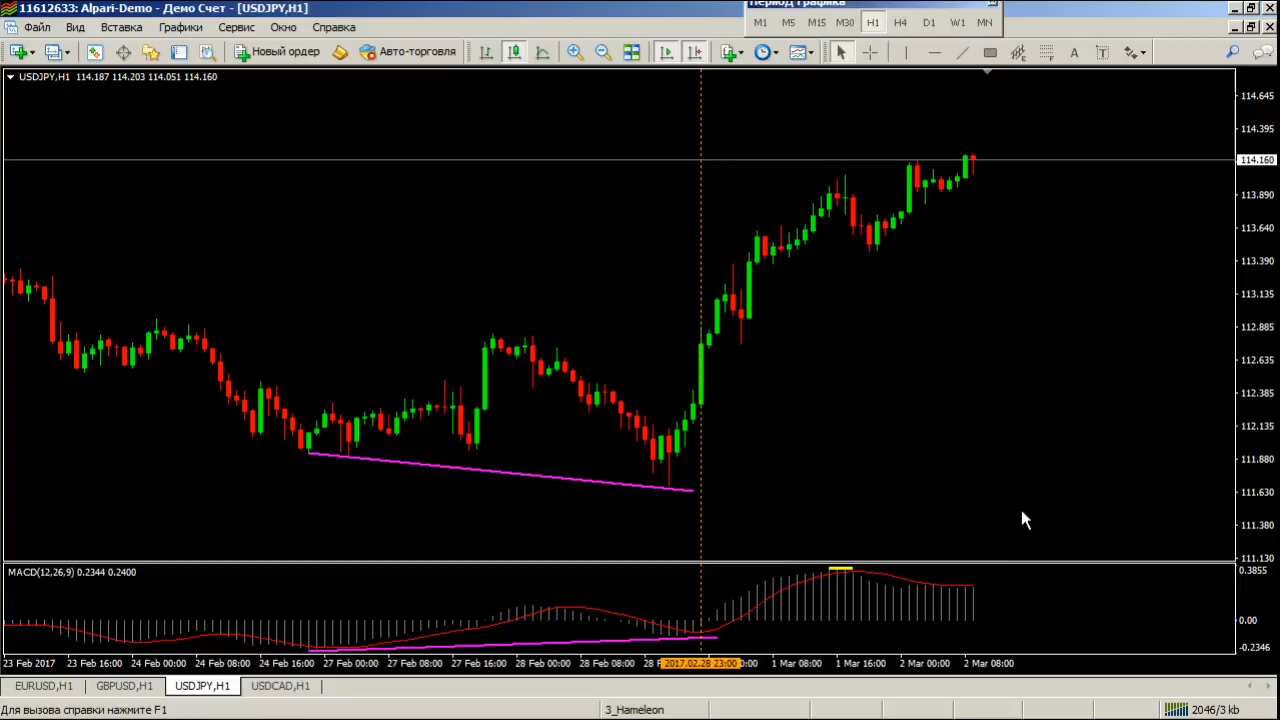 11612633: Alpari-Demo - Демо Счет - [USDJPY,H1]
Период графика
Файл Вид Вставка Графики Сервис Окно Справка
M1 M5 M15 M30 H1 H4 D1 W1 MN
Новый ордер Авто-торговля
USDJPY,H1 114.187 114.203 114.051 114.160
114.645
114.395
114.160
113.890
113.640
113.390
113.135
112.885
112.635
112.385
112.135
111.880
111.630
111.380
111.130
MACD(12,26,9) 0.2344 0.2400
0.3855
0.00
-0.2346
23 Feb 2017 23 Feb 16:00 24 Feb 00:00 24 Feb 08:00 24 Feb 16:00 27 Feb 00:00 27 Feb 08:00 27 Feb 16:00 28 Feb 00:00 28 Feb 08:00 28 F 2017.02.28 23:00 0:00 1 Mar 08:00 1 Mar 16:00 2 Mar 00:00 2 Mar 08:00
EURUSD,H1 GBPUSD,H1 USDJPY,H1 USDCAD,H1
Для вызова справки нажмите F1 3_Hameleon 2046/3 kb